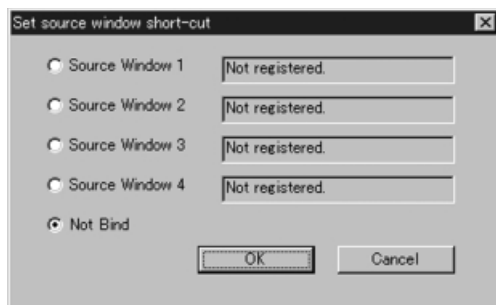 Set source window short-cut
Source Window 1 Not registered.
Source Window 2 Not registered.
Source Window 3 Not registered.
Source Window 4 Not registered.
Not Bind
OK Cancel